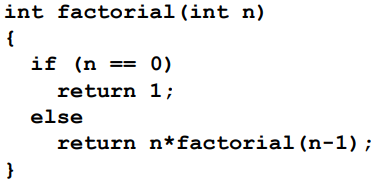 int factorial(int n)
{
  if (n == 0)
    return 1;
  else
    return n*factorial(n-1);
}